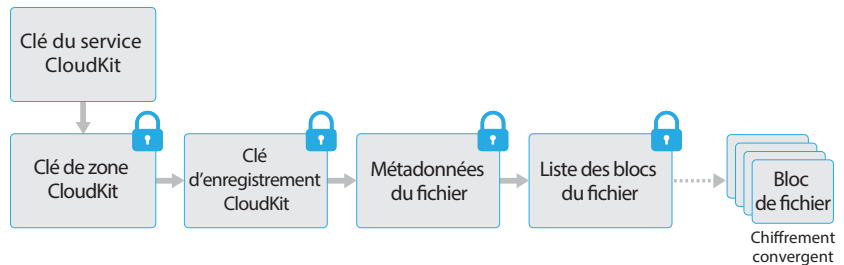 Clé du service
CloudKit
Clé de zone
CloudKit
Clé
d'enregistrement
CloudKit
Métadonnées
du fichier
Liste des blocs
du fichier
Bloc
de fichier
Chiffrement
convergent